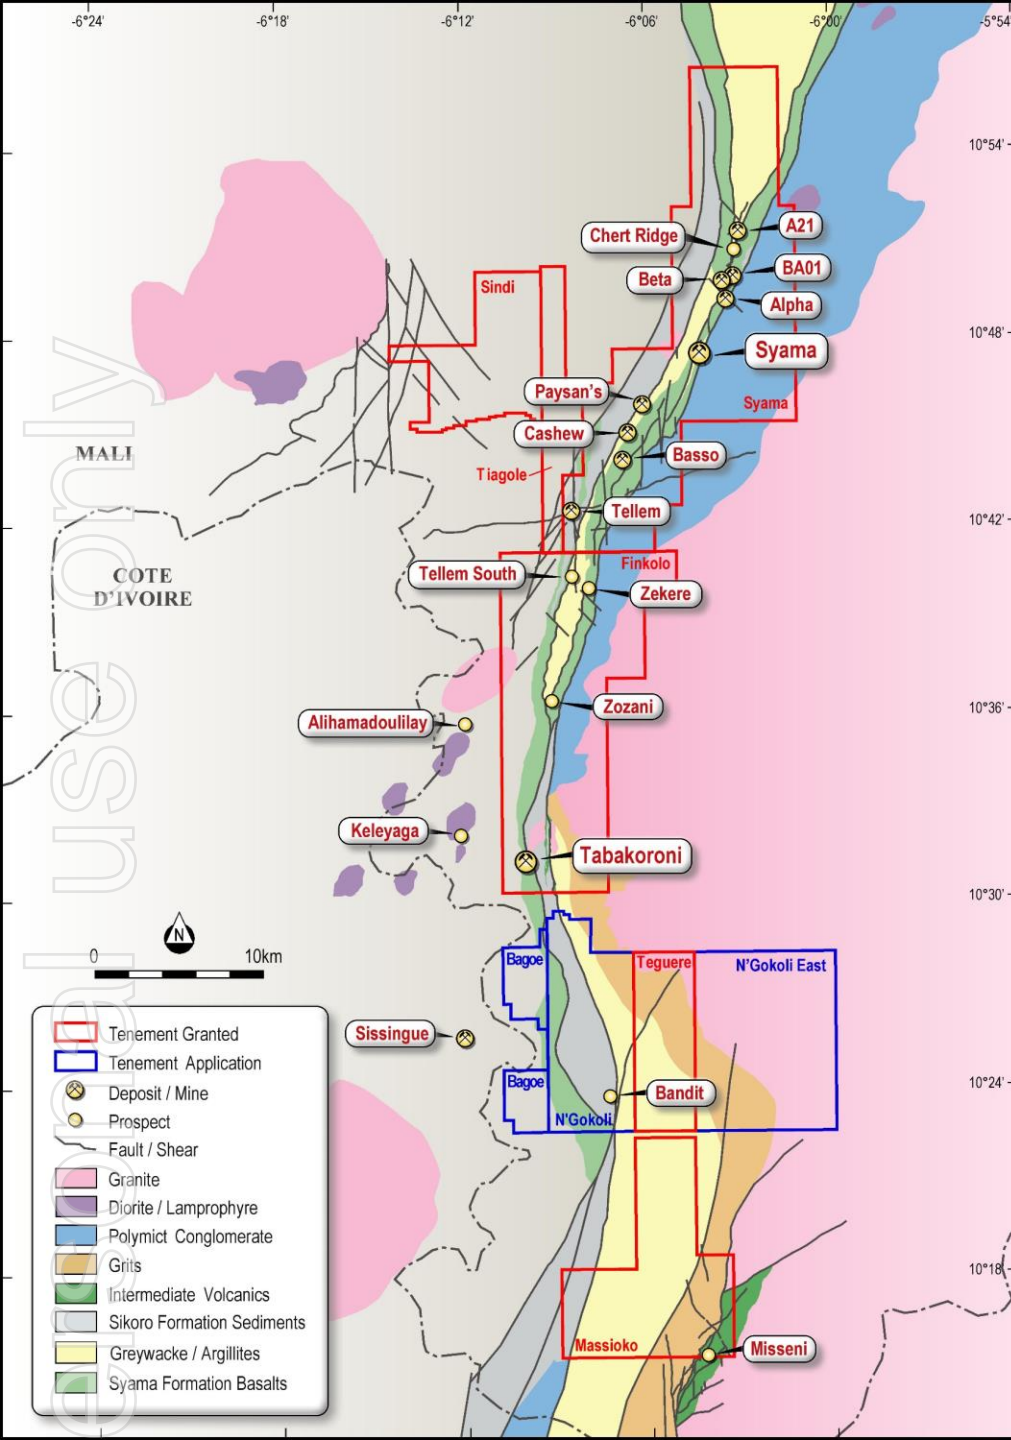 -6°24'
-6°18'
-6°12'
-6°06'
-6°00'
-5°54'
10°54'
A21
Chert Ridge
BA01
Beta
Sindi
Alpha
10°48'
Syama
Paysan's
Syama
Cashew
MALI
Basso
Tiagole
Tellem
10°42'
Finkolo
Tellem South
COTE
D'IVOIRE
Zekere
Zozani
10°36'
Alihamadoulilay
Keleyaga
Tabakoroni
10°30'
N
0
10km
Bagoe
Teguere
N'Gokoli East
Sissingue
Bagoe
10°24'
Bandit
N'Gokoli
Tenement Granted
Tenement Application
Deposit / Mine
Prospect
Fault / Shear
Granite
Diorite / Lamprophyre
Polymict Conglomerate
Grits
Intermediate Volcanics
Sikoro Formation Sediments
Greywacke / Argillites
Syama Formation Basalts
10°18'
Massioko
Misseni
ersonal use only